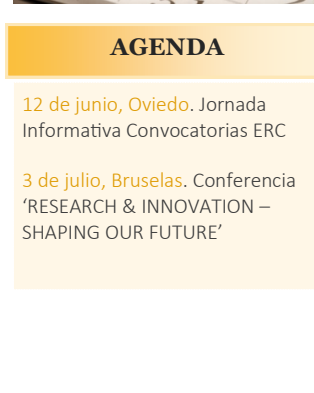 AGENDA
12 de junio, Oviedo. Jornada
Informativa Convocatorias ERC
3 de julio, Bruselas. Conferencia
‘RESEARCH & INNOVATION –
SHAPING OUR FUTURE’